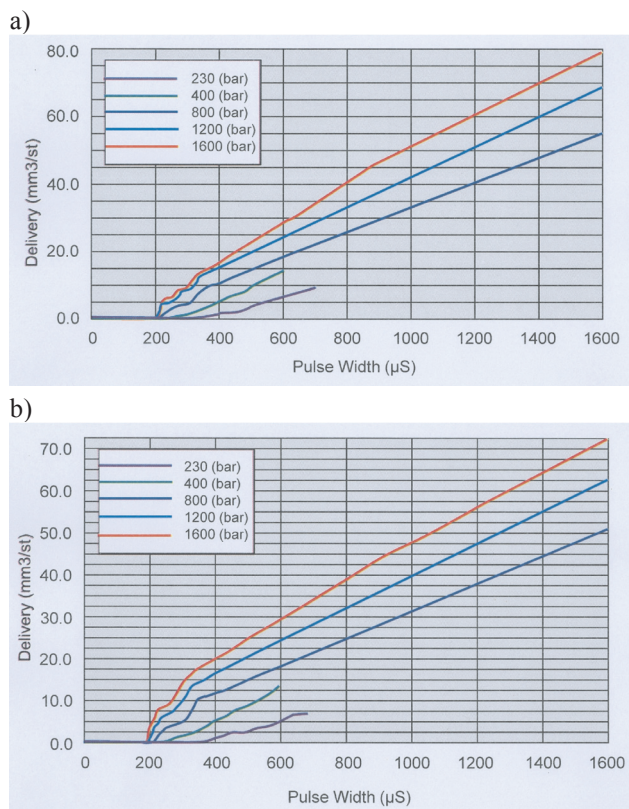 a)
80.0
60.0
40.0
20.0
0.0
Delivery (mm3/st)
230 (bar)
400 (bar)
800 (bar)
1200 (bar)
1600 (bar)
0 200 400 600 800 1000 1200 1400 1600
Pulse Width (µS)
b)
70.0
60.0
50.0
40.0
30.0
20.0
10.0
0.0
Delivery (mm3/st)
230 (bar)
400 (bar)
800 (bar)
1200 (bar)
1600 (bar)
0 200 400 600 800 1000 1200 1400 1600
Pulse Width (µS)